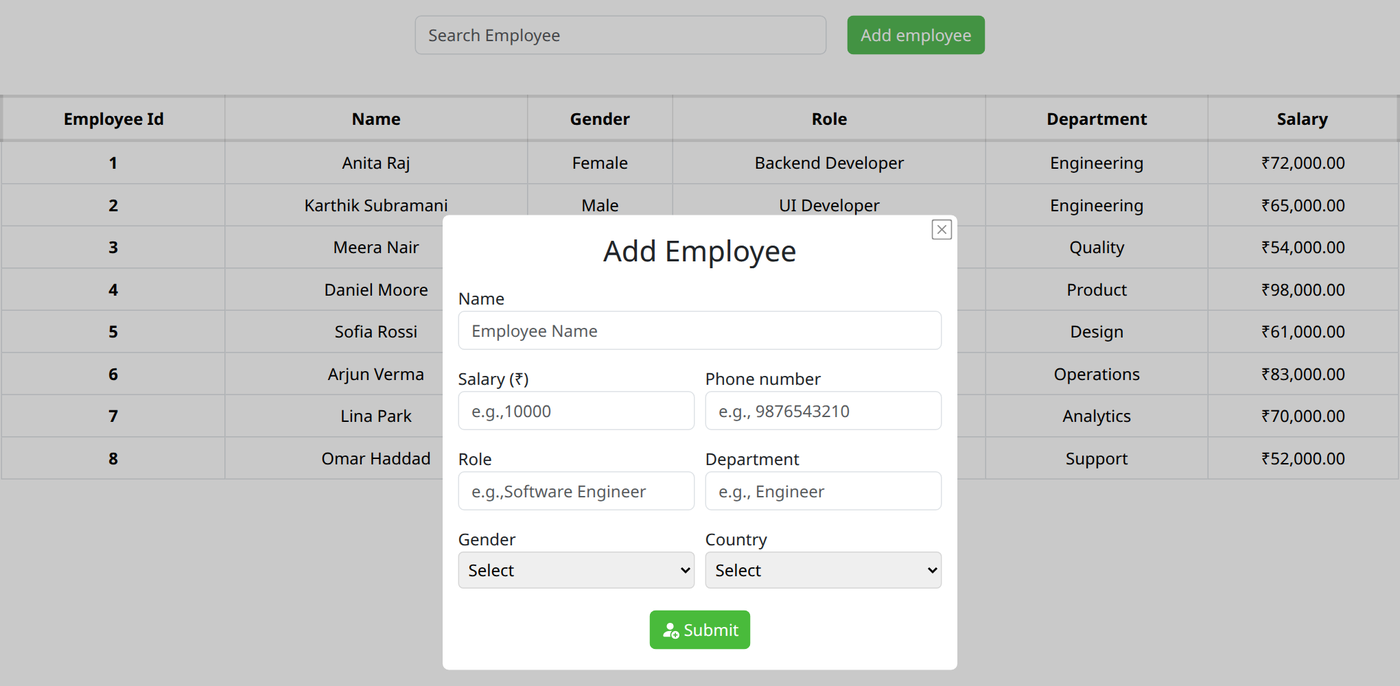 Search Employee Add employee
Employee Id Name Gender Role Department Salary
1 Anita Raj Female Backend Developer Engineering ₹72,000.00
2 Karthik Subramani Male UI Developer Engineering ₹65,000.00
3 Meera Nair Quality ₹54,000.00
4 Daniel Moore Product ₹98,000.00
5 Sofia Rossi Design ₹61,000.00
6 Arjun Verma Operations ₹83,000.00
7 Lina Park Analytics ₹70,000.00
8 Omar Haddad Support ₹52,000.00
Add Employee
Name
Employee Name
Salary (₹) Phone number
e.g.,10000 e.g., 9876543210
Role Department
e.g.,Software Engineer e.g., Engineer
Gender Country
Select Select
Submit